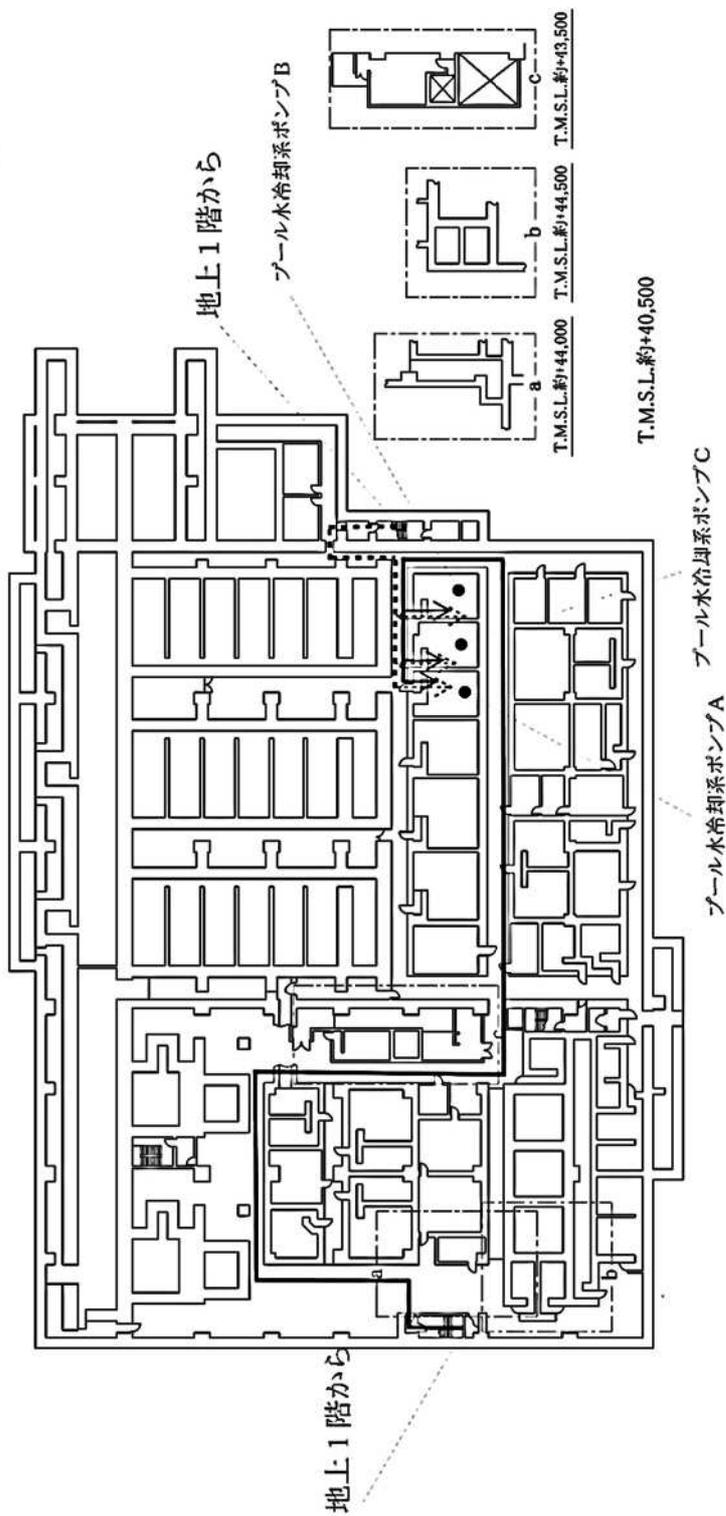 地上1階から
プール水冷却系ポンプB
地上1階から
a
b
c
プール水冷却系ポンプA
プール水冷却系ポンプC
a
T.M.S.L.約+44,000
b
T.M.S.L.約+44,500
c
T.M.S.L.約+43,500
T.M.S.L.約+40,500